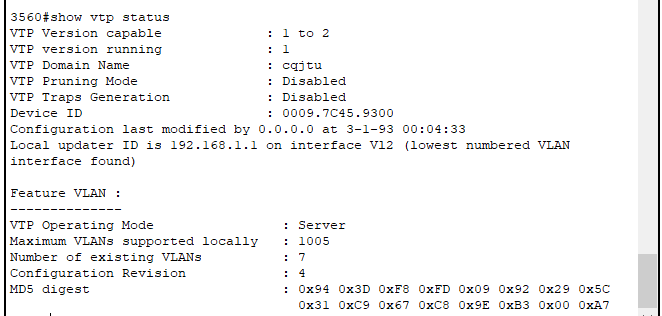 3560#show vtp status
VTP Version capable : 1 to 2
VTP version running : 1
VTP Domain Name : cqjtu
VTP Pruning Mode : Disabled
VTP Traps Generation : Disabled
Device ID : 0009.7C45.9300
Configuration last modified by 0.0.0.0 at 3-1-93 00:04:33
Local updater ID is 192.168.1.1 on interface Vl2 (lowest numbered VLAN
interface found)
Feature VLAN :
--------------
VTP Operating Mode : Server
Maximum VLANs supported locally : 1005
Number of existing VLANs : 7
Configuration Revision : 4
MD5 digest : 0x94 0x3D 0xF8 0xFD 0x09 0x92 0x29 0x5C
0x31 0xC9 0x67 0xC8 0x9E 0xB3 0x00 0xA7